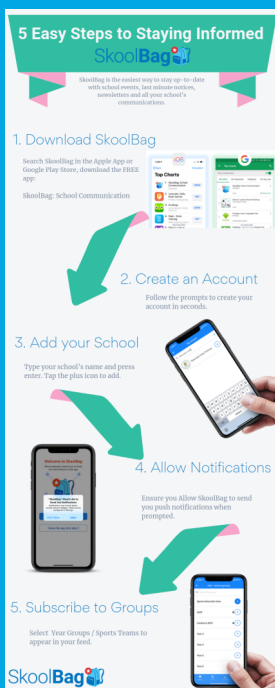 5 Easy Steps to Staying Informed
SkoolBag
SkoolBag is the easiest way to stay up-to-date
with school events, last minute notices,
newsletters and all your school's
communications.
1. Download SkoolBag
Search SkoolBag in the Apple App or
Google Play Store, download the FREE
app:
SkoolBag: School Communication
iOS
Top Charts
2. Create an Account
Follow the prompts to create your
account in seconds.
3. Add your School
Type your school's name and press
enter. Tap the plus icon to add.
Welcome to SkoolBag
4. Allow Notifications
Ensure you Allow SkoolBag to send
you push notifications when
prompted.
5. Subscribe to Groups
Select Year Groups / Sports Teams to
appear in your feed.
SkoolBag